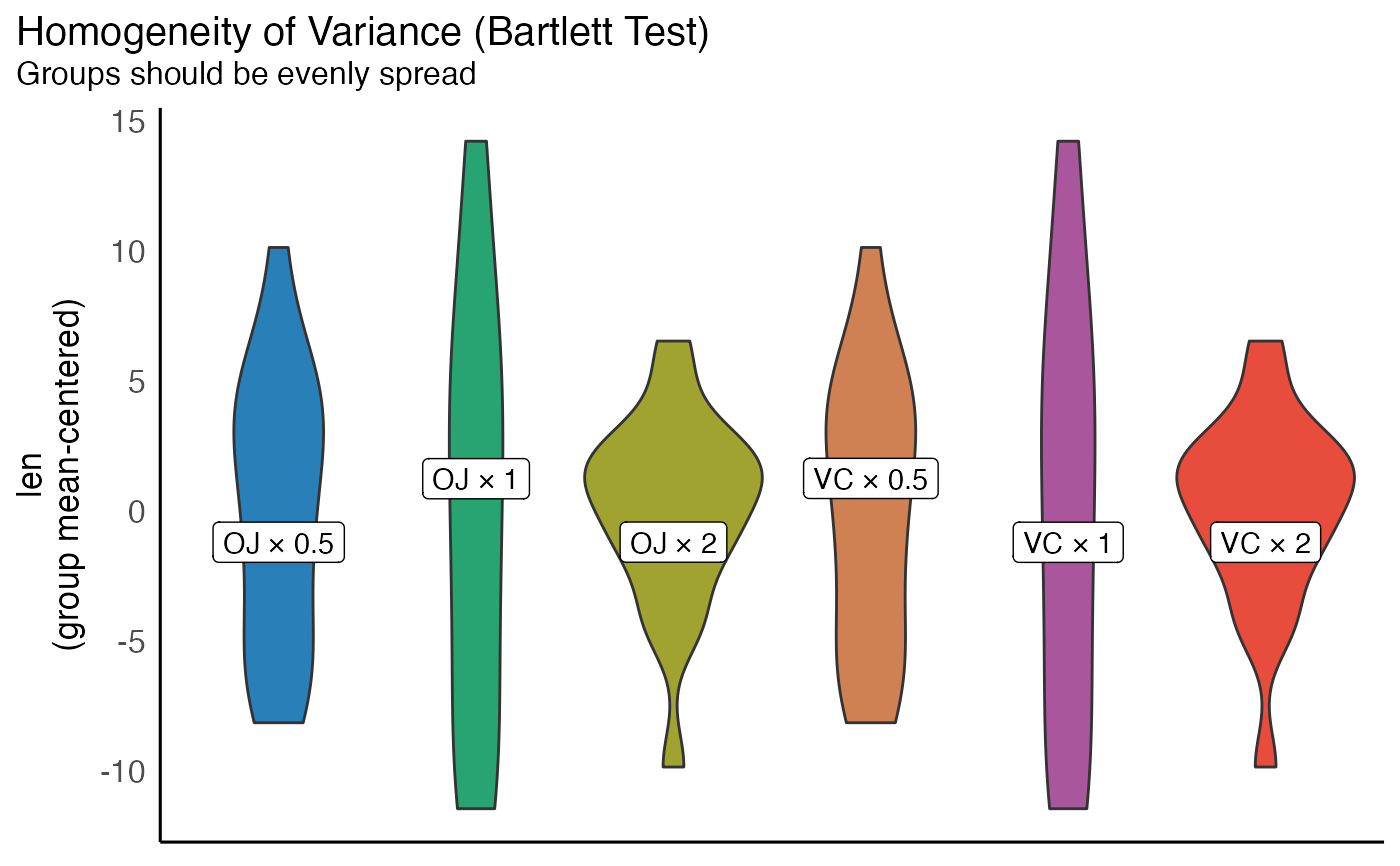 Homogeneity of Variance (Bartlett Test)
Groups should be evenly spread
len
(group mean-centered)
15
10
5
0
-5
-10
OJ × 0.5
OJ × 1
OJ × 2
VC × 0.5
VC × 1
VC × 2